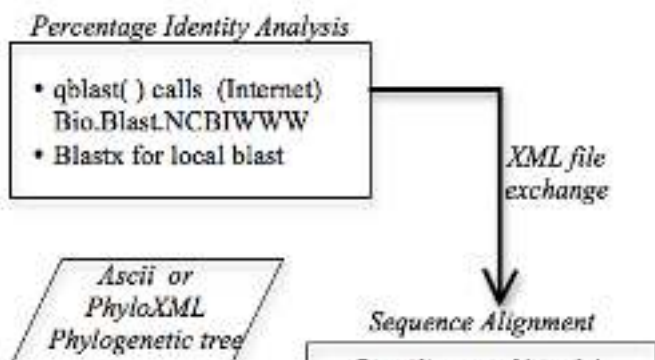 Percentage Identity Analysis
• qblast( ) calls (Internet)
Bio.Blast.NCBIWWW
• Blastx for local blast
XML file
exchange
Ascii or
PhyloXML
Phylogenetic tree
Sequence Alignment